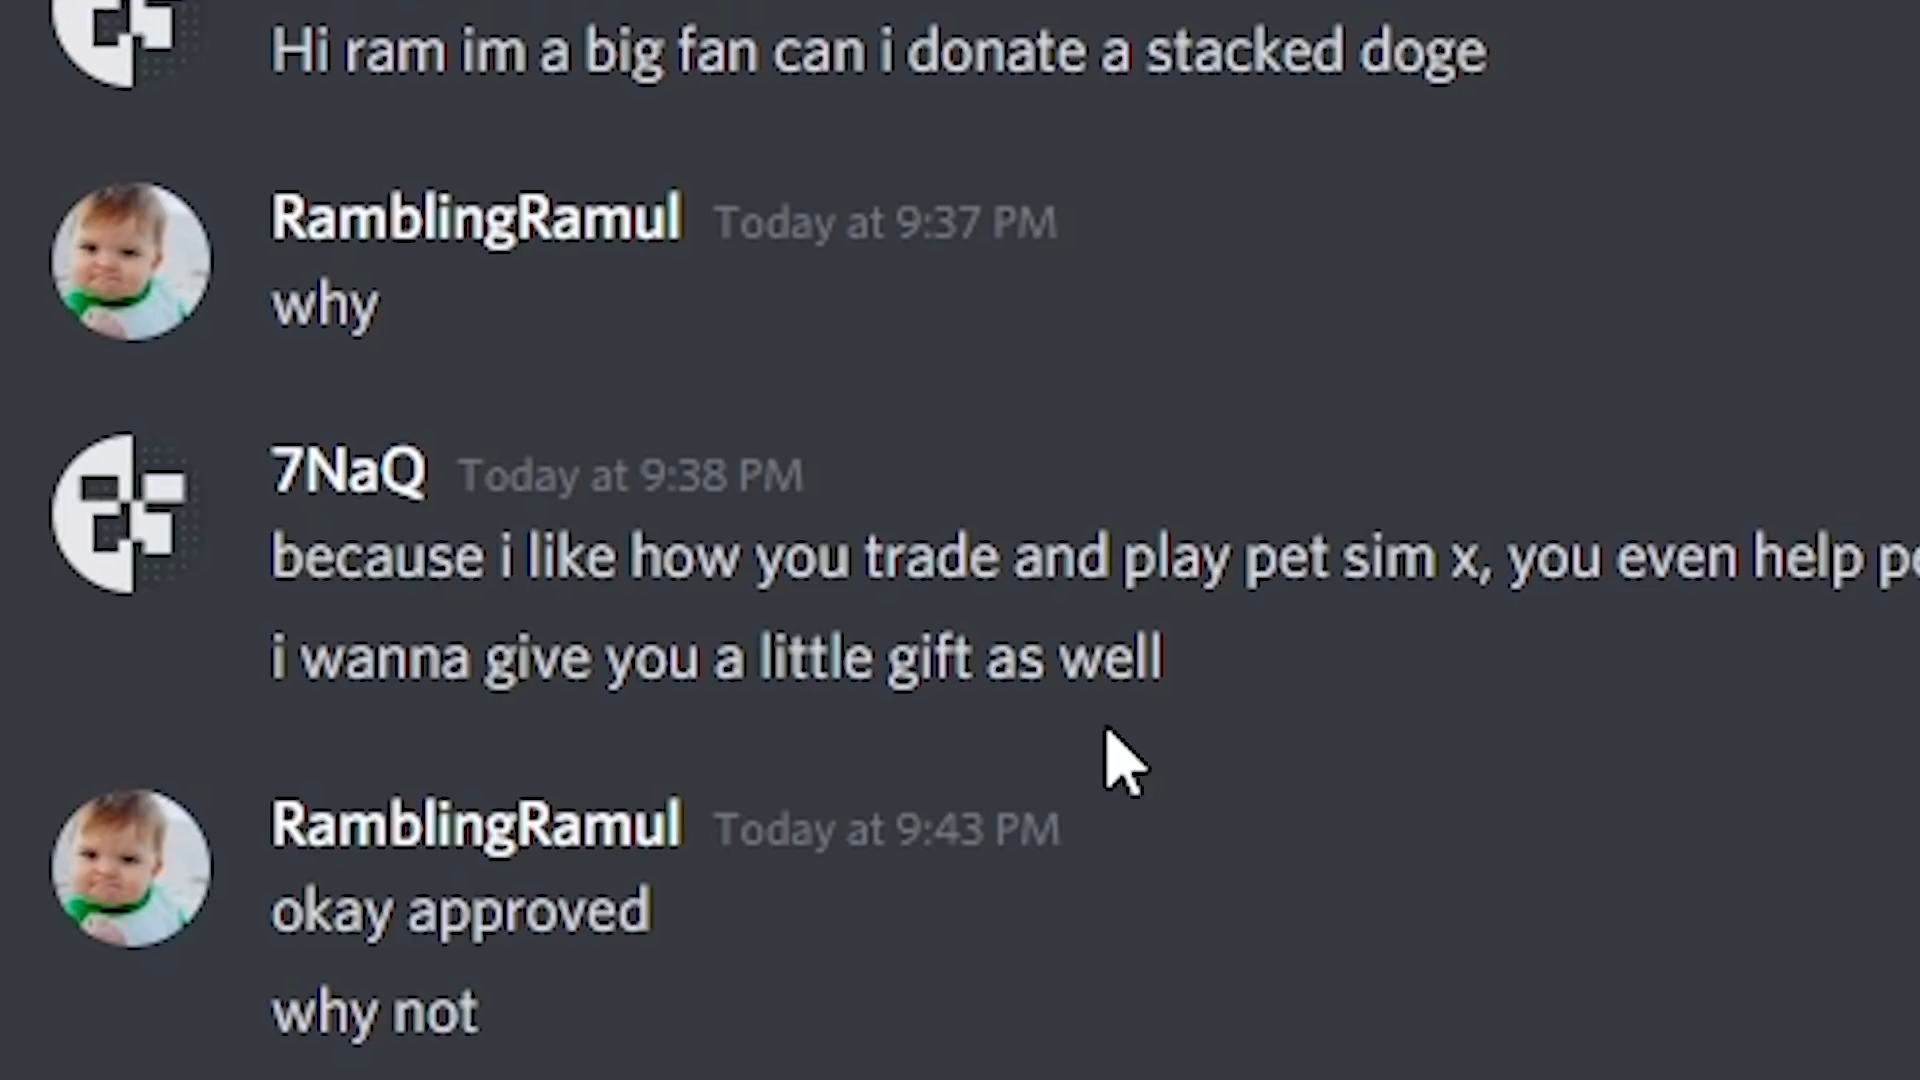 Hi ram im a big fan can i donate a stacked doge
RamblingRamul Today at 9:37 PM
why
7NaQ Today at 9:38 PM
because i like how you trade and play pet sim x, you even help
i wanna give you a little gift as well
RamblingRamul Today at 9:43 PM
okay approved
why not